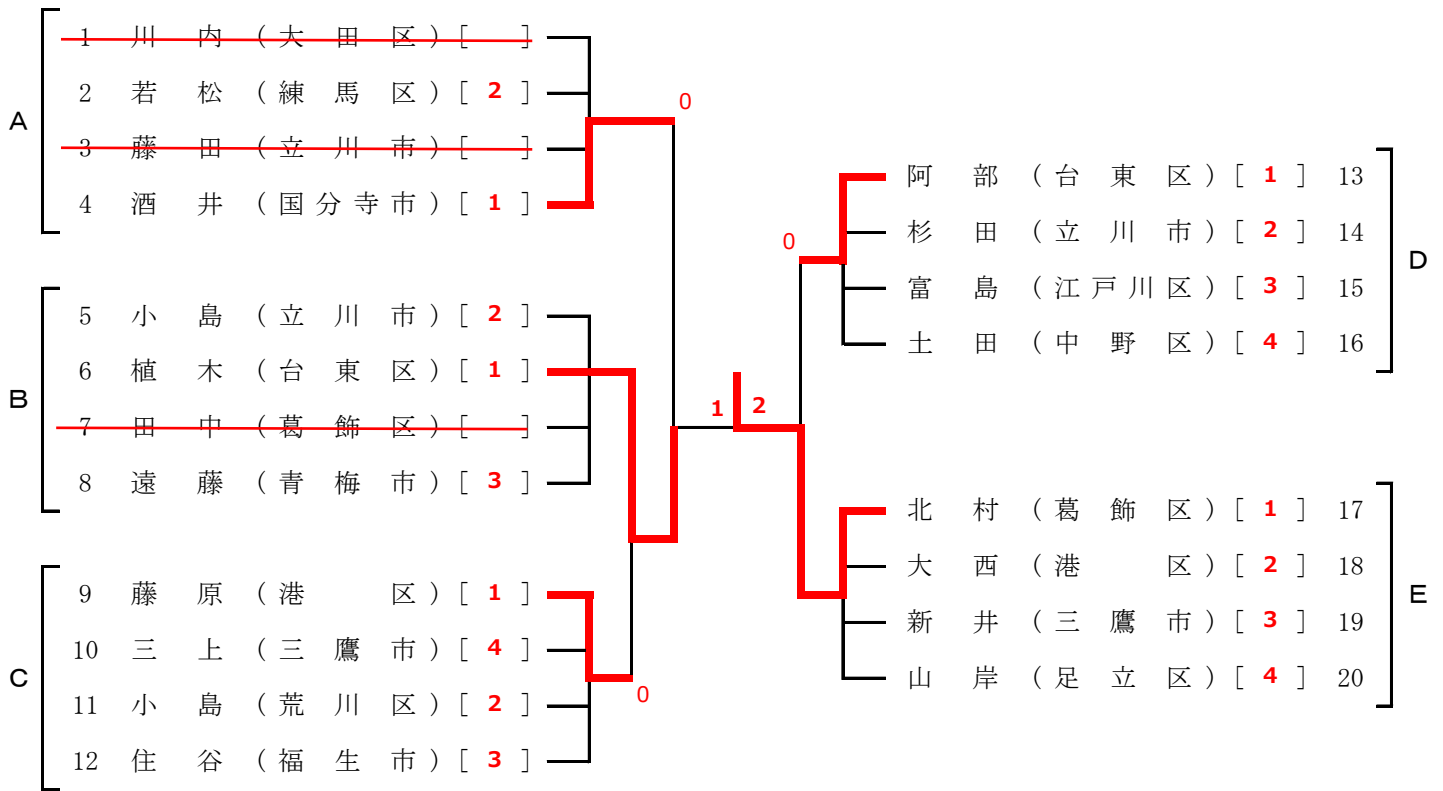 A
1 川内 (大田区) [ ]
2 若松 (練馬区) [ 2 ]
3 藤田 (立川市) [ ]
4 酒井 (国分寺市) [ 1 ]
0
B
5 小島 (立川市) [ 2 ]
6 植木 (台東区) [ 1 ]
7 田中 (葛飾区) [ ]
8 遠藤 (青梅市) [ 3 ]
C
9 藤原 (港区) [ 1 ]
10 三上 (三鷹市) [ 4 ]
11 小島 (荒川区) [ 2 ]
12 住谷 (福生市) [ 3 ]
0
1 2
0
阿部 (台東区) [ 1 ] 13
杉田 (立川市) [ 2 ] 14
富島 (江戸川区) [ 3 ] 15
土田 (中野区) [ 4 ] 16
D
北村 (葛飾区) [ 1 ] 17
大西 (港区) [ 2 ] 18
新井 (三鷹市) [ 3 ] 19
山岸 (足立区) [ 4 ] 20
E